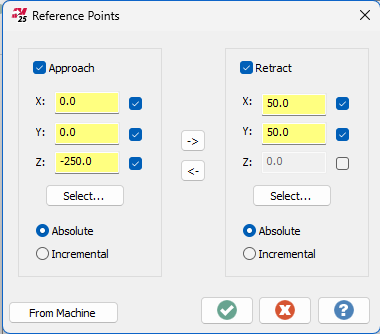 25 Reference Points
Approach
X: 0.0
Y: 0.0
Z: -250.0
Select...
Absolute
Incremental
->
<-
Retract
X: 50.0
Y: 50.0
Z: 0.0
Select...
Absolute
Incremental
From Machine
?